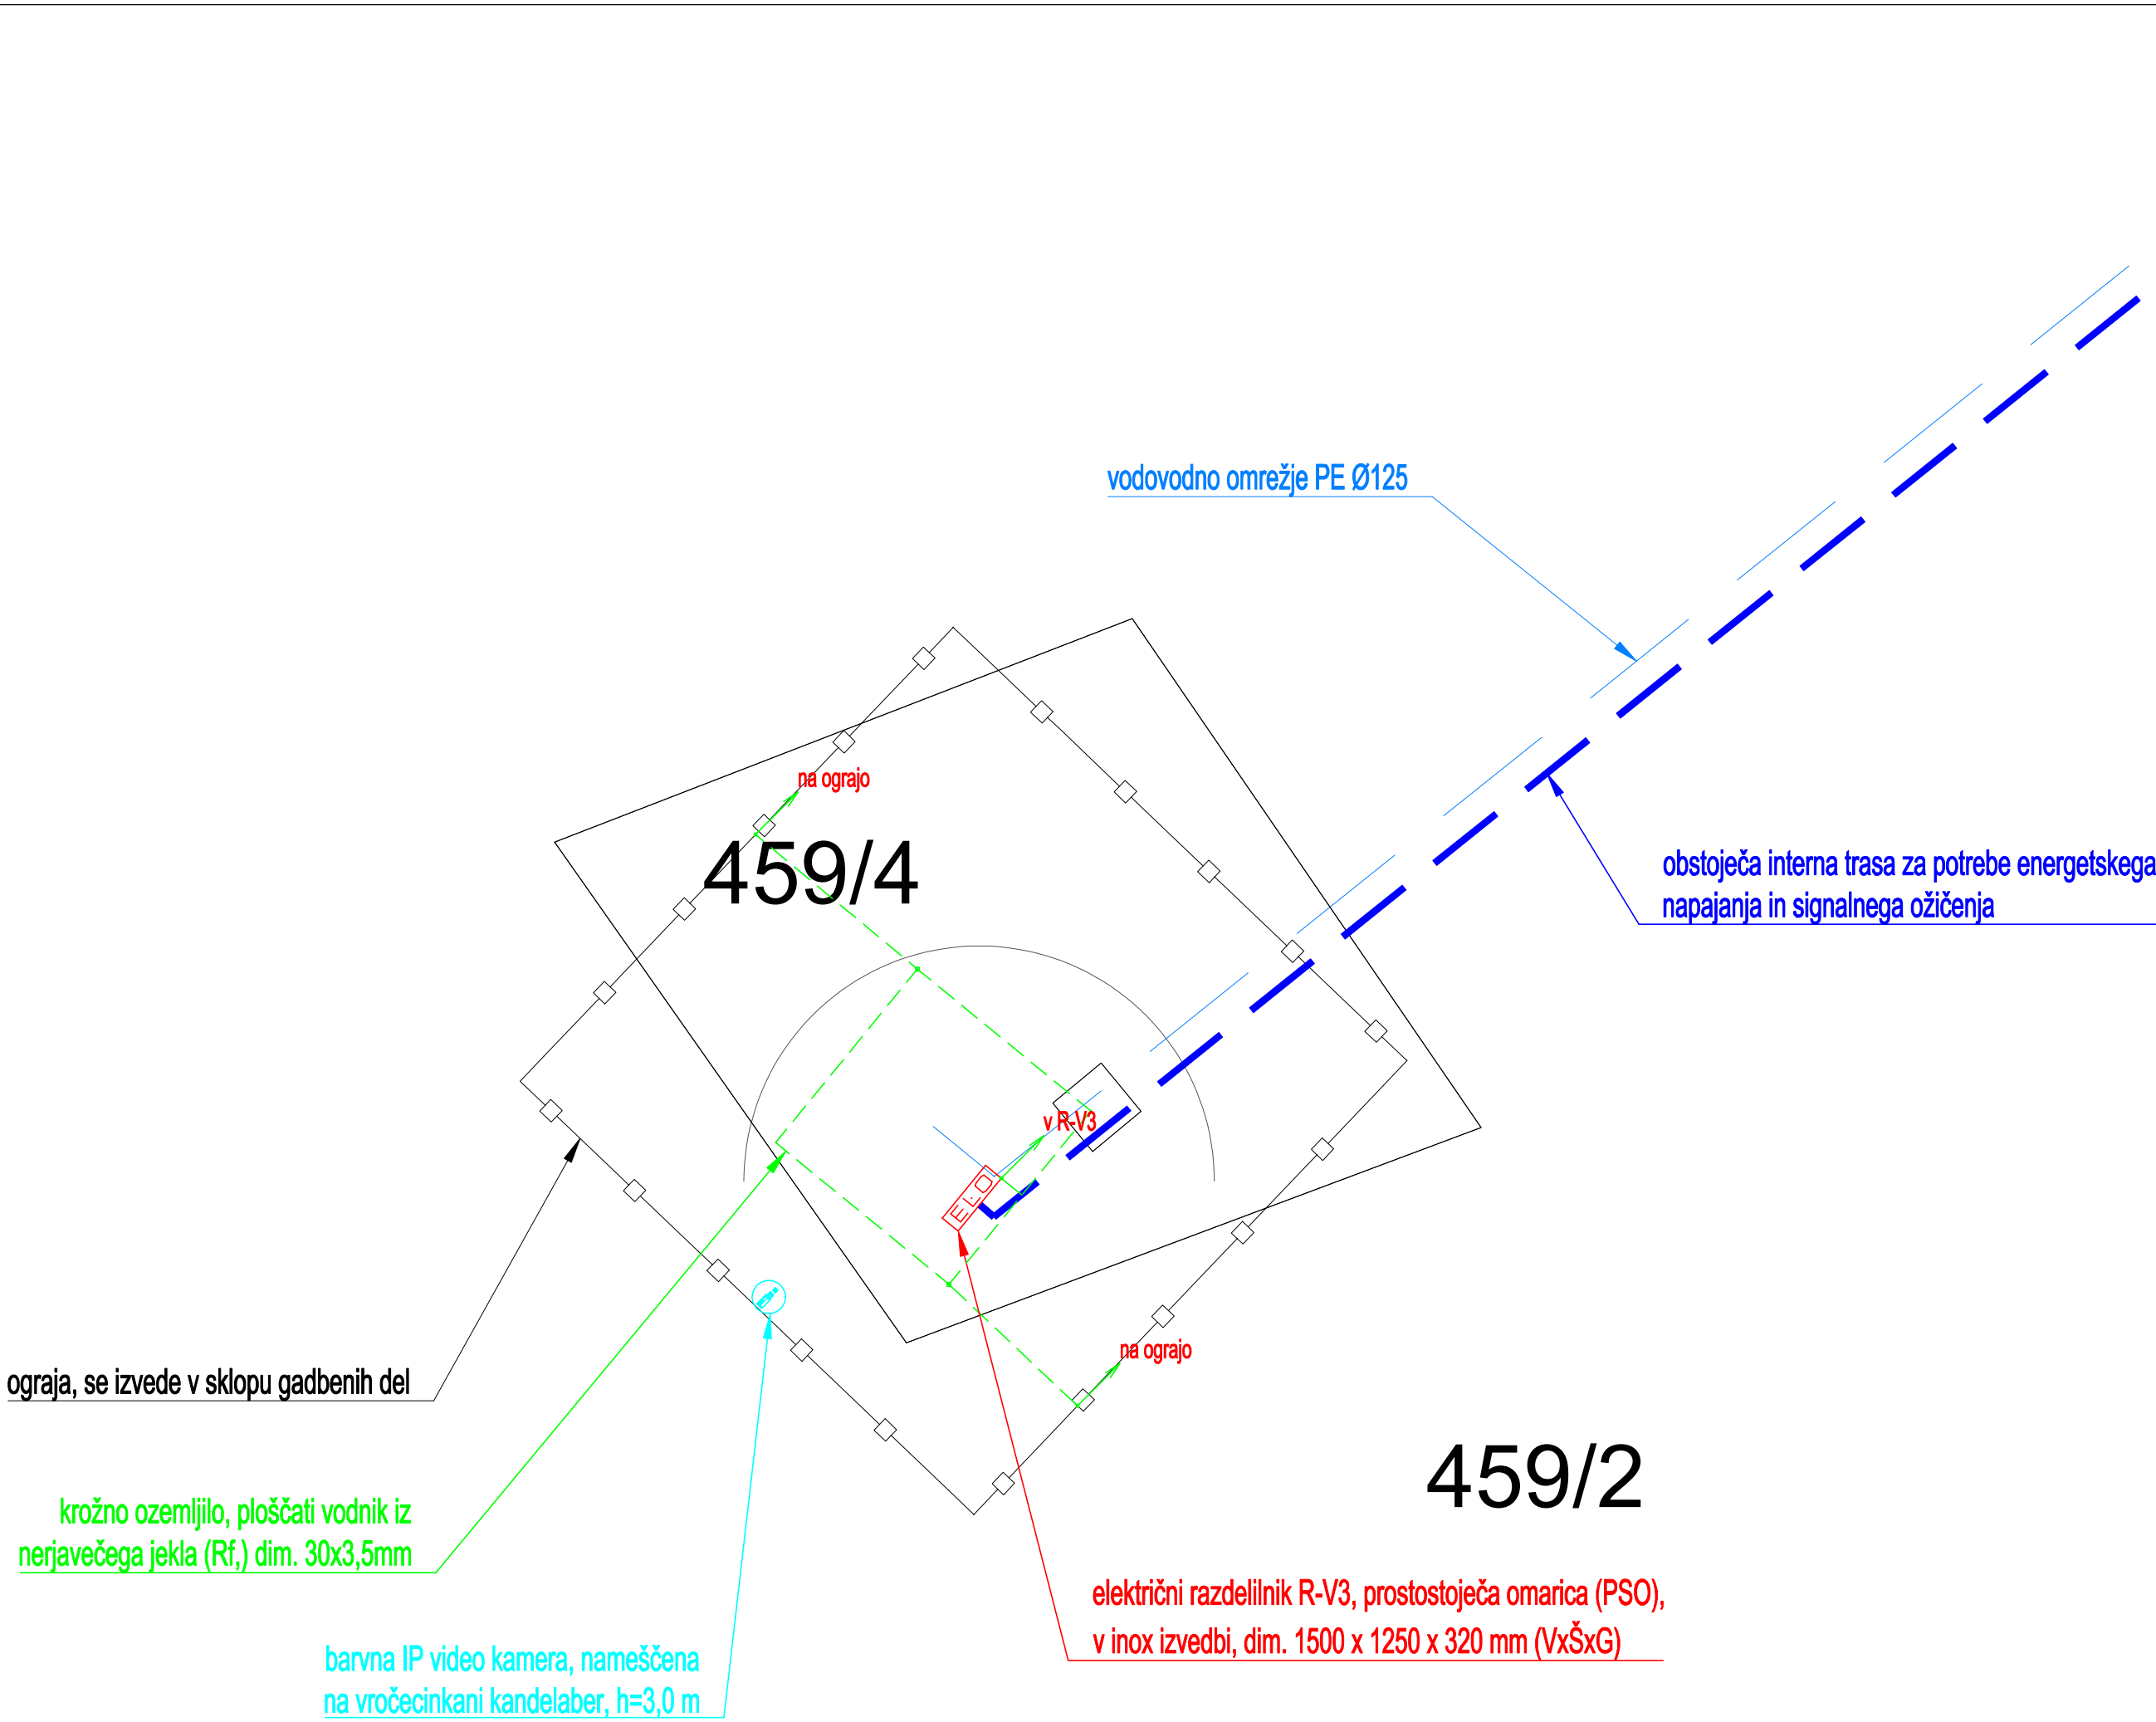 vodovodno omrežje PE Ø125
na ograjo
459/4
obstoječa interna trasa za potrebe energetskega
napajanja in signalnega ožičenja
v R-V3
E.O
na ograjo
ograja, se izvede v sklopu gadbenih del
459/2
krožno ozemljilo, ploščati vodnik iz
nerjavečega jekla (Rf,) dim. 30x3,5mm
električni razdelilnik R-V3, prostostoječa omarica (PSO),
v inox izvedbi, dim. 1500 x 1250 x 320 mm (VxŠxG)
barvna IP video kamera, nameščena
na vročecinkani kandelaber, h=3,0 m